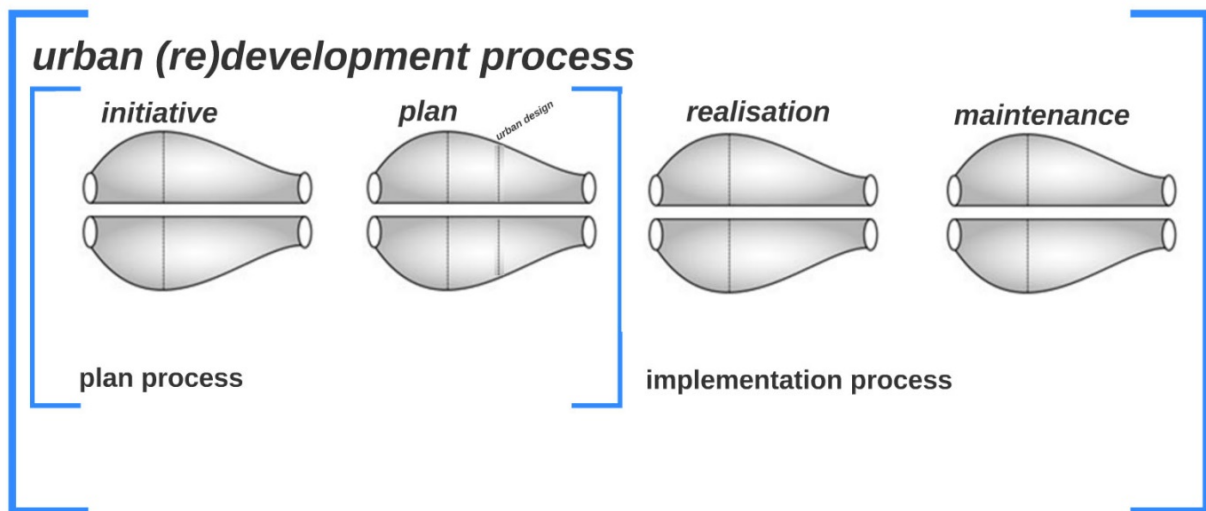 urban (re)development process
initiative
plan
urban design
realisation
maintenance
plan process
implementation process